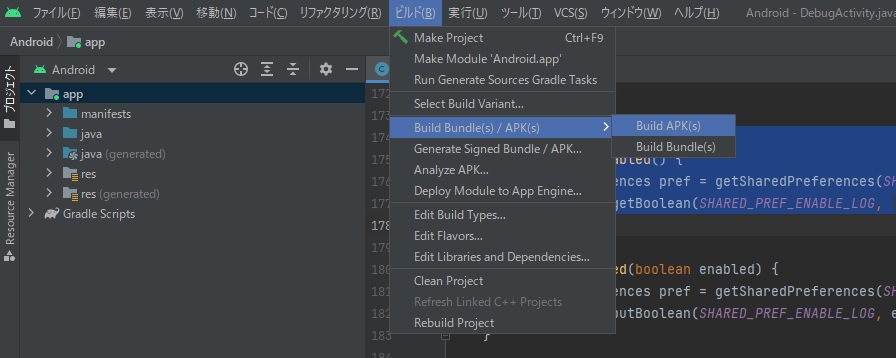 ファイル(F) 編集(E) 表示(V) 移動(N) コード(C) リファクタリング(R) ビルド(B) 実行(U) ツール(T) VCS(S) ウィンドウ(W) ヘルプ(H) Android - DebugActivity.java
Android app
プロジェクト
Resource Manager
Android
app
manifests
java
java (generated)
res
res (generated)
Gradle Scripts
Make Project Ctrl+F9
Make Module 'Android.app'
Run Generate Sources Gradle Tasks
Select Build Variant...
Build Bundle(s) / APK(s)
Generate Signed Bundle / APK...
Analyze APK...
Deploy Module to App Engine...
Edit Build Types...
Edit Flavors...
Edit Libraries and Dependencies...
Clean Project
Refresh Linked C++ Projects
Rebuild Project
Build APK(s)
Build Bundle(s)
172
173
174
175 abled() {
176 ences pref = getSharedPreferences(SH
177 getBoolean(SHARED_PREF_ENABLE_LOG,
178
179
180 ed(boolean enabled) {
181 ences pref = getSharedPreferences(SH
182 outBoolean(SHARED_PREF_ENABLE_LOG, e
183 }
184